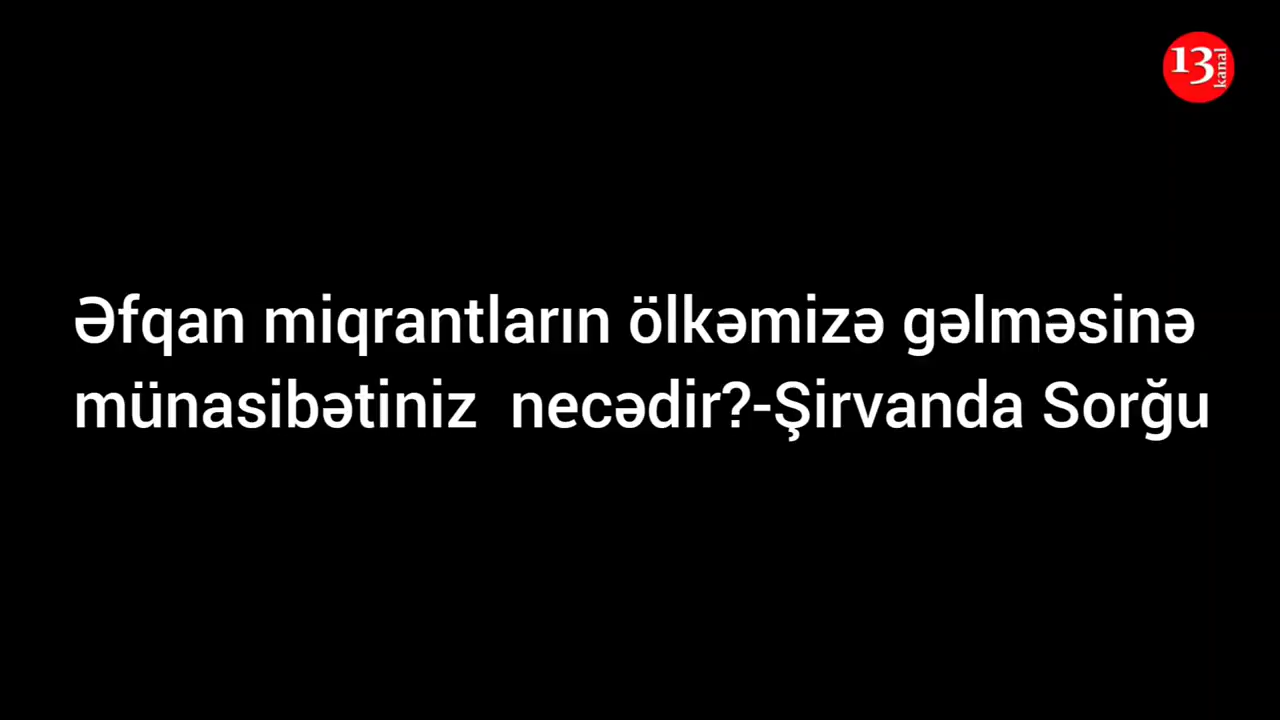 13 kanal
Əfqan miqrantların ölkəmizə gəlməsinə
münasibətiniz  necədir?-Şirvanda Sorğu